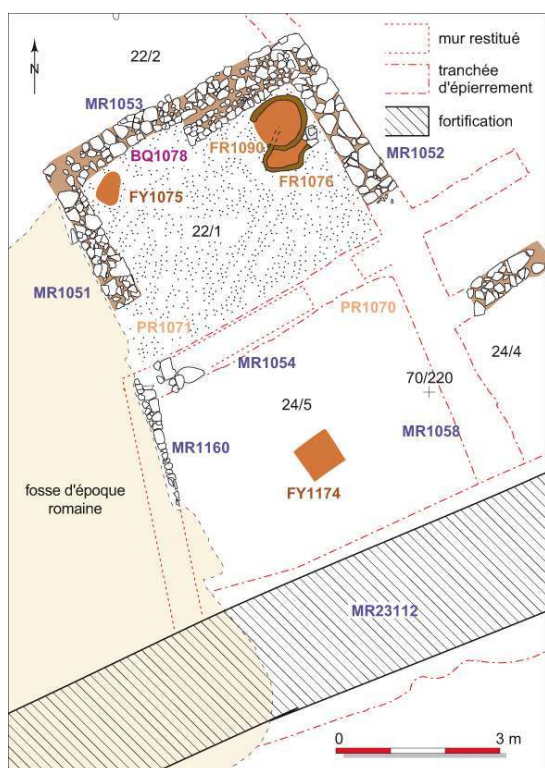 22/2
mur restitué
tranchée
d'épierrement
fortification
N
MR1053
BQ1078
FR1090
MR1052
FR1076
FY1075
22/1
MR1051
PR1071
PR1070
MR1054
24/4
70/220
24/5
MR1058
MR1160
fosse d'époque
romaine
FY1174
MR23112
0
3 m